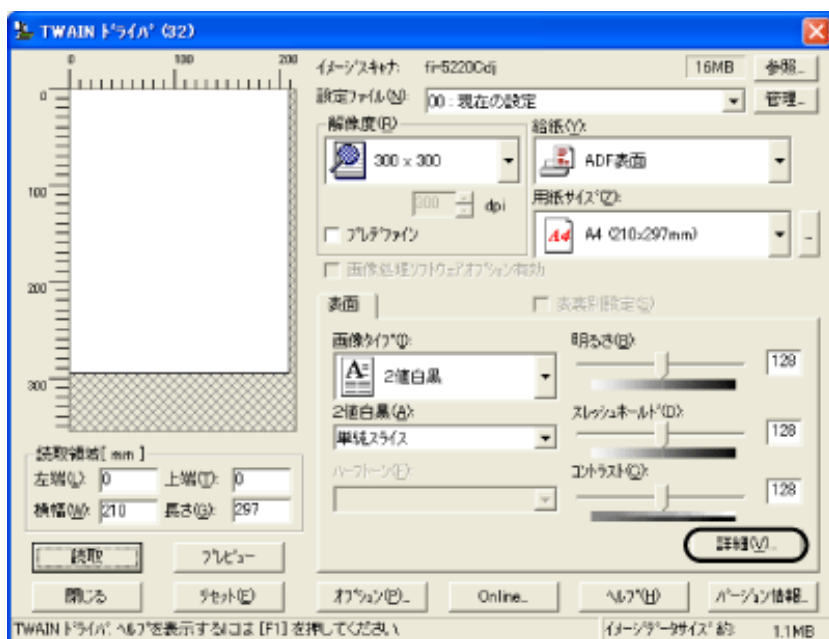 TWAIN ドライバ (32)
0 100 200
0
100
200
300
イメージスキャナ: fi-5220Cdj 16MB 参照...
設定ファイル(N): 00 : 現在の設定 管理...
解像度(R)
300 × 300
300 dpi
プレデファイン
給紙(Y):
ADF表面
用紙サイズ(Z):
A4 A4 (210x297mm) ...
画像処理ソフトウェアオプション有効
表面
表裏別設定(S)
画像タイプ(I):
2値白黒
2値白黒(A):
単純スライス
ハーフトーン(F):
明るさ(B):
128
スレッシュホールド(D):
128
コントラスト(C):
128
詳細(V)...
読取領域[ mm ]
左端(L): 0 上端(T): 0
横幅(W): 210 長さ(G): 297
読取 プレビュー
閉じる リセット(E) オプション(P)... Online... ヘルプ(H) バージョン情報...
TWAIN ドライバ: ヘルプを表示するには [F1] を押してください イメージデータサイズ 約: 1.1MB